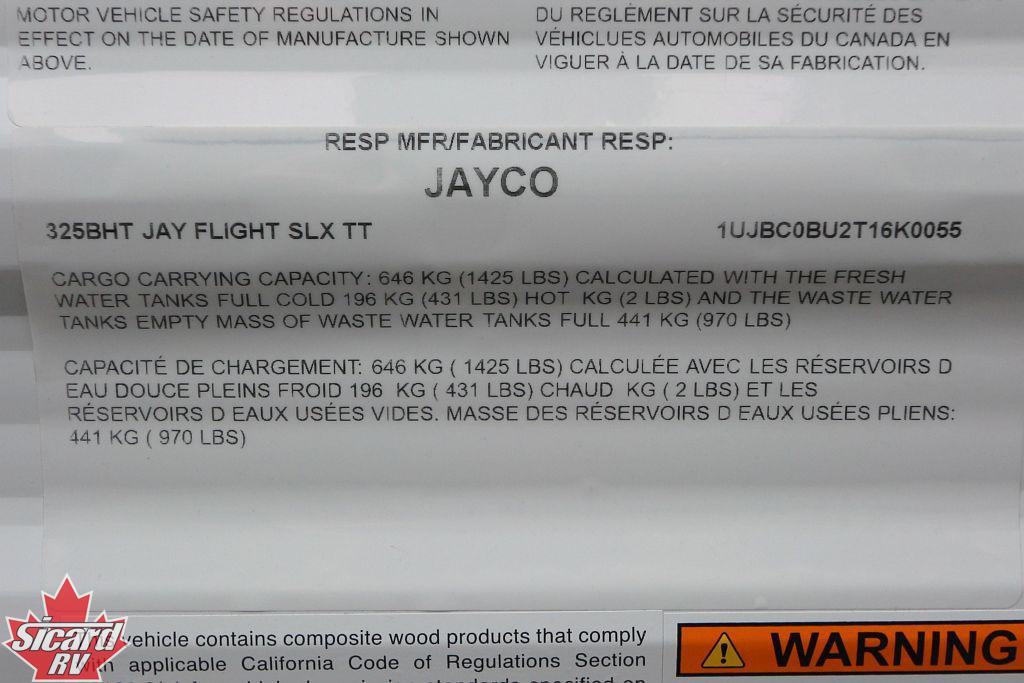 MOTOR VEHICLE SAFETY REGULATIONS IN
EFFECT ON THE DATE OF MANUFACTURE SHOWN
ABOVE.
DU REGLEMENT SUR LA SÉCURITÉ DES
VÉHICLUES AUTOMOBILES DU CANADA EN
VIGUER À LA DATE DE SA FABRICATION.
RESP MFR/FABRICANT RESP:
JAYCO
325BHT JAY FLIGHT SLX TT
1UJBC0BU2T16K0055
CARGO CARRYING CAPACITY: 646 KG (1425 LBS) CALCULATED WITH THE FRESH
WATER TANKS FULL COLD 196 KG (431 LBS) HOT KG (2 LBS) AND THE WASTE WATER
TANKS EMPTY MASS OF WASTE WATER TANKS FULL 441 KG (970 LBS)
CAPACITÉ DE CHARGEMENT: 646 KG ( 1425 LBS) CALCULÉE AVEC LES RÉSERVOIRS D
EAU DOUCE PLEINS FROID 196 KG ( 431 LBS) CHAUD KG ( 2 LBS) ET LES
RÉSERVOIRS D EAUX USÉES VIDES. MASSE DES RÉSERVOIRS D EAUX USÉES PLIENS:
441 KG ( 970 LBS)
vehicle contains composite wood products that comply
with applicable California Code of Regulations Section
WARNING
Sicard
RV